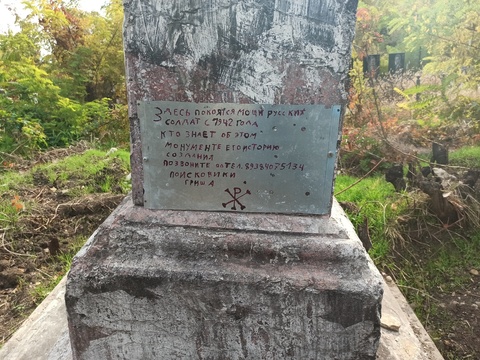 ЗДЕСЬ ПОКОЯТСЯ МОЩИ РУССКИХ
СОЛДАТ С 1942 ГОДА
КТО ЗНАЕТ ОБ ЭТОМ
МОНУМЕНТЕ ЕГО ИСТОРИЮ
СОЗДАНИЯ
ПОЗВОНИТЕ ПО ТЕЛ.
ПОИСКОВИКИ
ГРИША